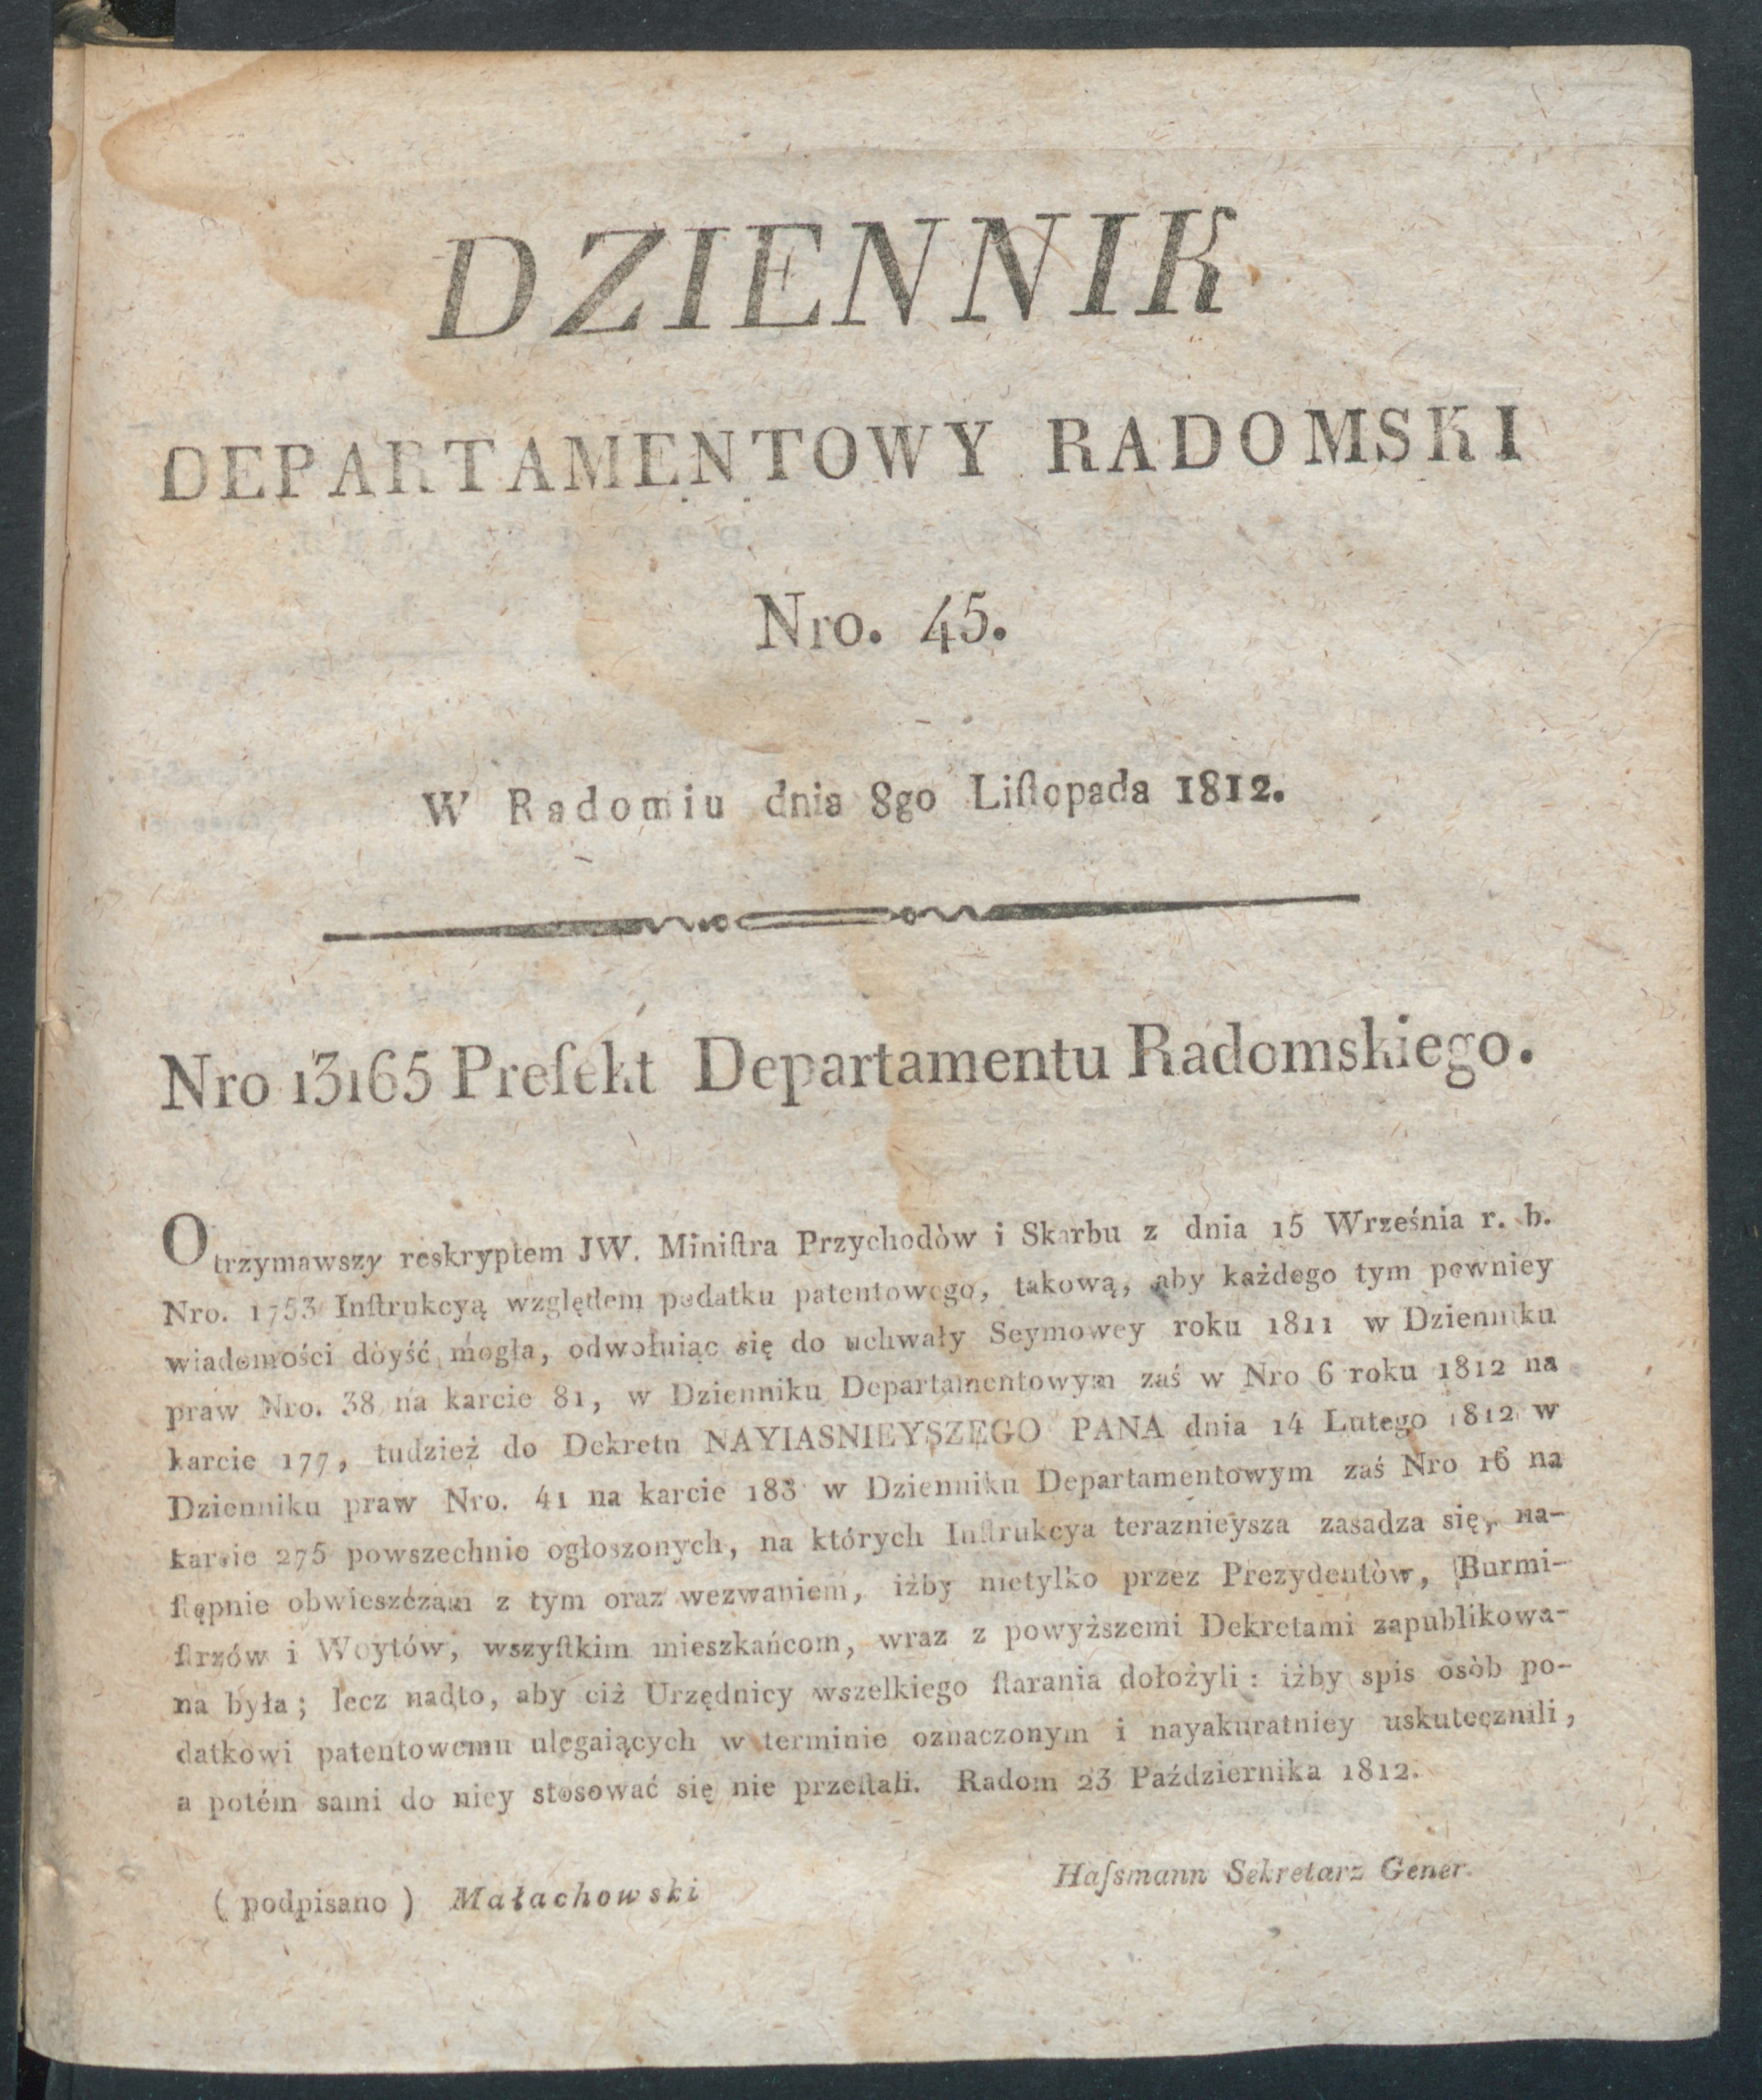 DZIENNIK
DEPARTAMENTOWY RADOMSKI
Nro. 45.
W Radomiu dnia 8go Liſtopada 1812.
Nro 13165 Prefekt Departamentu Radomskiego.
Otrzymawszy reskryptem JW. Miniſtra Przychodòw i Skarbu z dnia 15 Września r. b.
Nro. 1753 Inſtrukcyą względem podatku patentowego, takową, aby każdego tym pewniey
wiadomości dóyść mogła, odwołuiąc się do uchwały Seymowey roku 1811 w Dzienniku
praw Nro. 38 na karcie 81, w Dzienniku Departamentowym zaś w Nro 6 roku 1812 na
karcie 177, tudzież do Dekretu NAYIASNIEYSZEGO PANA dnia 14 Lutego 1812 w
Dzienniku praw Nro. 41 na karcie 183 w Dzienniku Departamentowym zaś Nro 16 na
karcie 275 powszechnie ogłoszonych, na których Inſtrukcya teraznieysza zasadza się, na-
ſtępnie obwieszczam z tym oraz wezwaniem, iżby nietylko przez Prezydentòw, Burmi-
ſtrzów i Woytów, wszyſtkim mieszkańcom, wraz z powyższemi Dekretami zapublikowa-
na była; lecz nadto, aby ciż Urzędnicy wszelkiego ſtarania dołożyli: iżby spis osòb po-
datkowi patentowemu ulegaiących w terminie oznaczonym i nayakuratniey uskutecznili,
a potém sami do niey stosować się nie przeſtali. Radom 23 Października 1812.
( podpisano ) Małachowski
Haſsmann Sekretarz Gener.